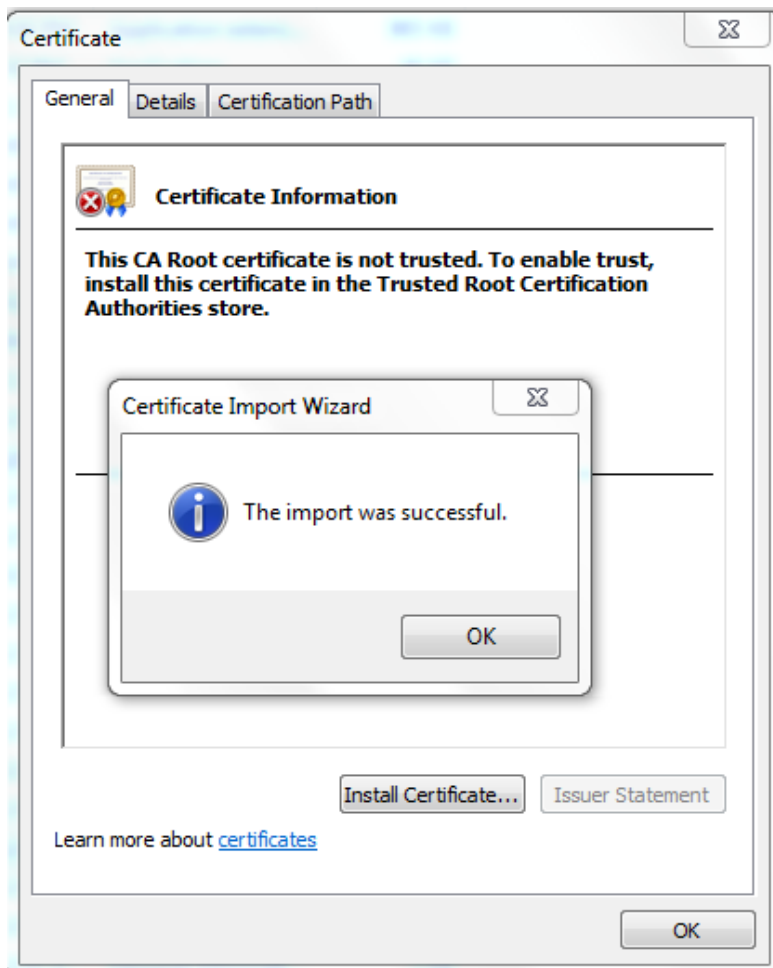 Certificate
General Details Certification Path
Certificate Information
This CA Root certificate is not trusted. To enable trust,
install this certificate in the Trusted Root Certification
Authorities store.
Certificate Import Wizard
The import was successful.
OK
Install Certificate... Issuer Statement
Learn more about certificates
OK